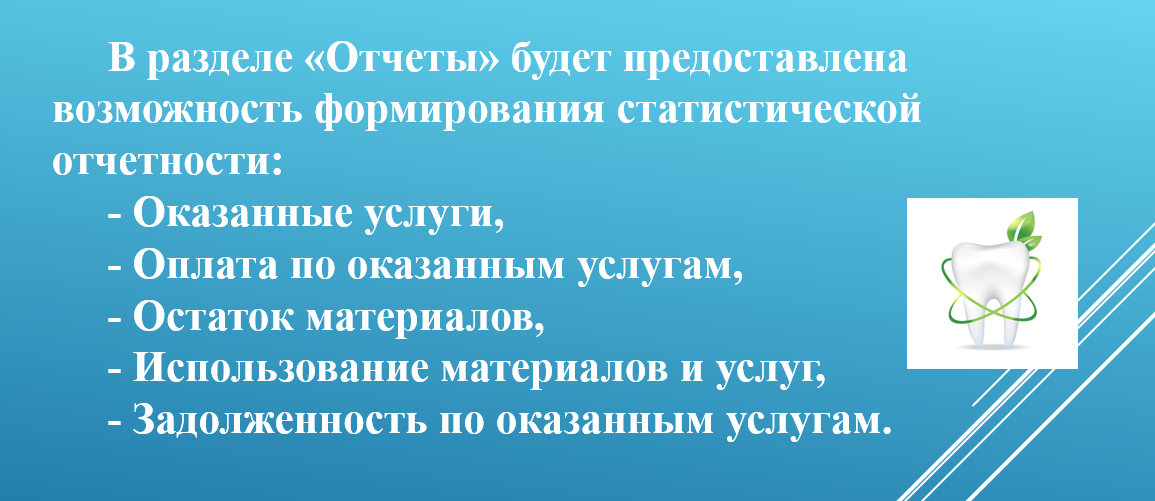 В разделе «Отчеты» будет предоставлена
возможность формирования статистической
отчетности:
- Оказанные услуги,
- Оплата по оказанным услугам,
- Остаток материалов,
- Использование материалов и услуг,
- Задолженность по оказанным услугам.